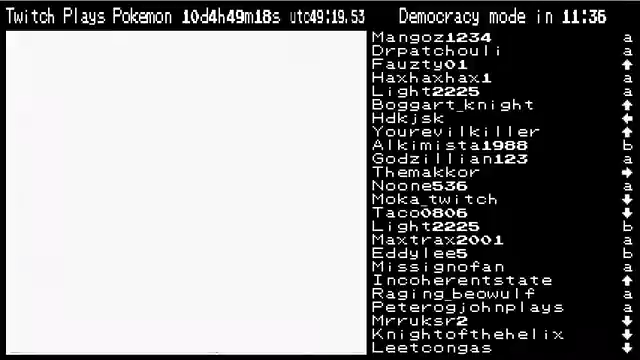 Twitch Plays Pokemon 10d4h49m18s utc49:19.53 Democracy mode in 11:36
Mangoz1234 a
Drpatchouli a
Fauzty01 ↑
Haxhaxhax1 a
Light2225 a
Boggart_knight ↑
Hdkjsk ←
Yourevilkiller ↑
Alkimista1988 b
Godzillian123 a
Themakkor →
Noone536 a
Moka_twitch ↓
Taco0806 ↓
Light2225 b
Maxtrax2001 a
Eddylee5 b
Missignofan a
Incoherentstate ↑
Raging_beowulf a
Peterogjohnplays a
Mrruksr2 ↓
Knightofthehelix ↓
Leetcongas ↓